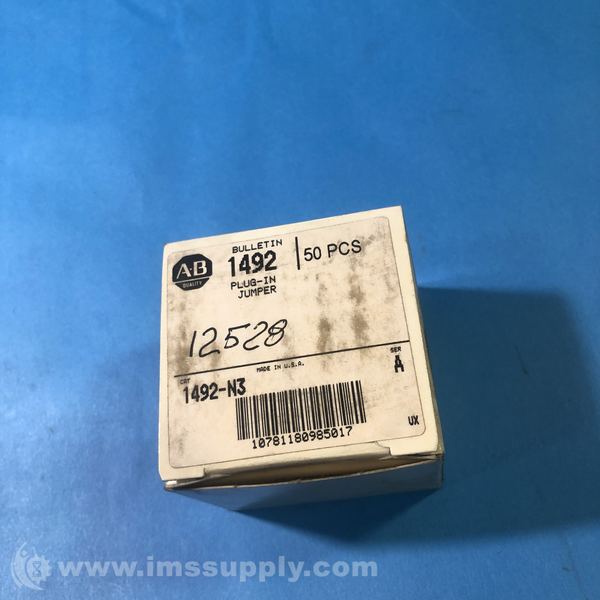 A-B
QUALITY
BULLETIN
1492
PLUG-IN
JUMPER
50 PCS
12528
CAT
1492-N3
MADE IN U.S.A.
SER
A
10781180985017
UX
www.imssupply.com